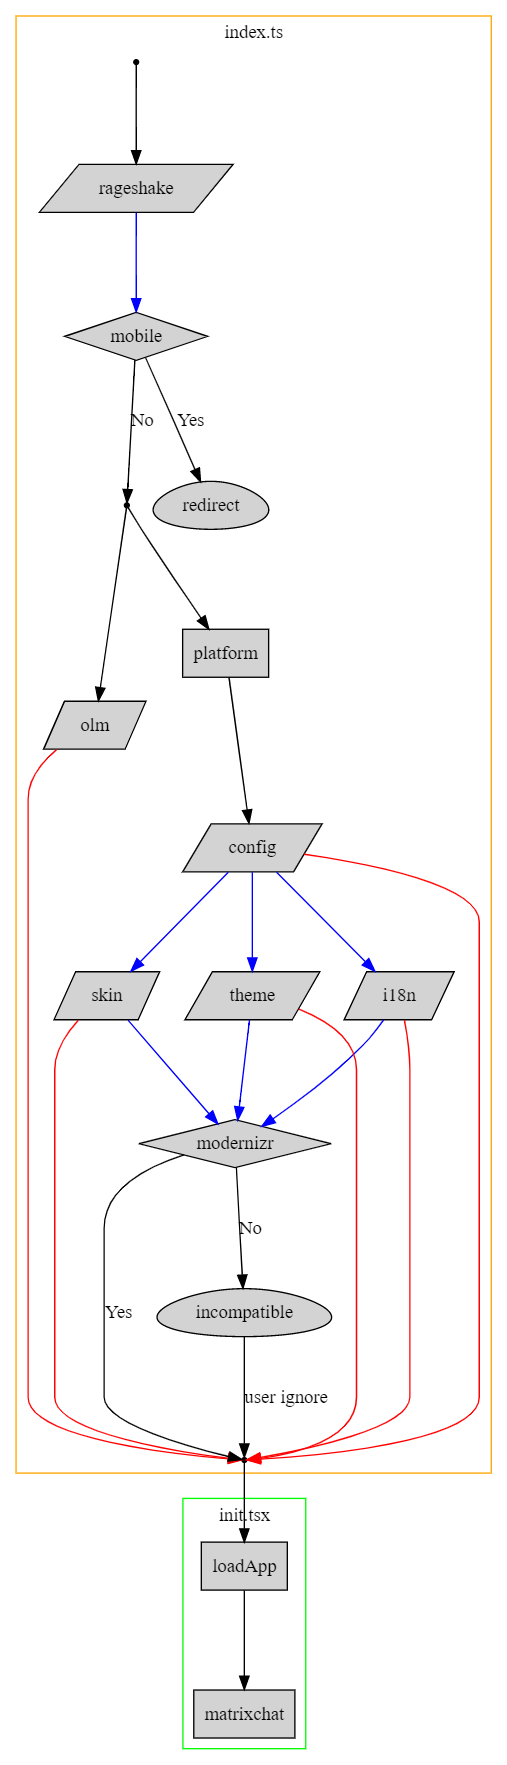 index.ts
rageshake
mobile
No
Yes
redirect
platform
olm
config
skin
theme
i18n
modernizr
No
incompatible
Yes
user ignore
init.tsx
loadApp
matrixchat